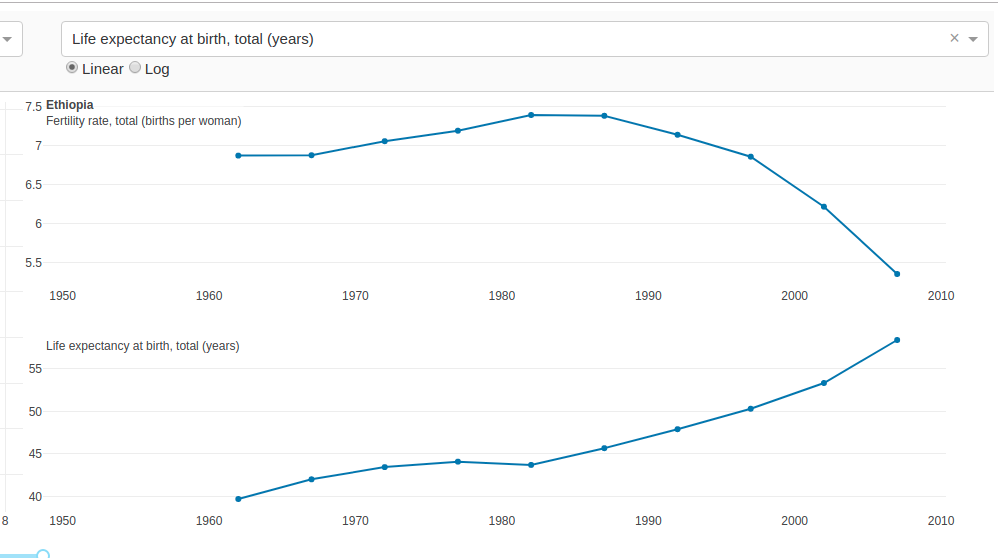 Life expectancy at birth, total (years) ×
Linear Log
Ethiopia
Fertility rate, total (births per woman)
7.5
7
6.5
6
5.5
1950 1960 1970 1980 1990 2000 2010
Life expectancy at birth, total (years)
55
50
45
40
8
1950 1960 1970 1980 1990 2000 2010